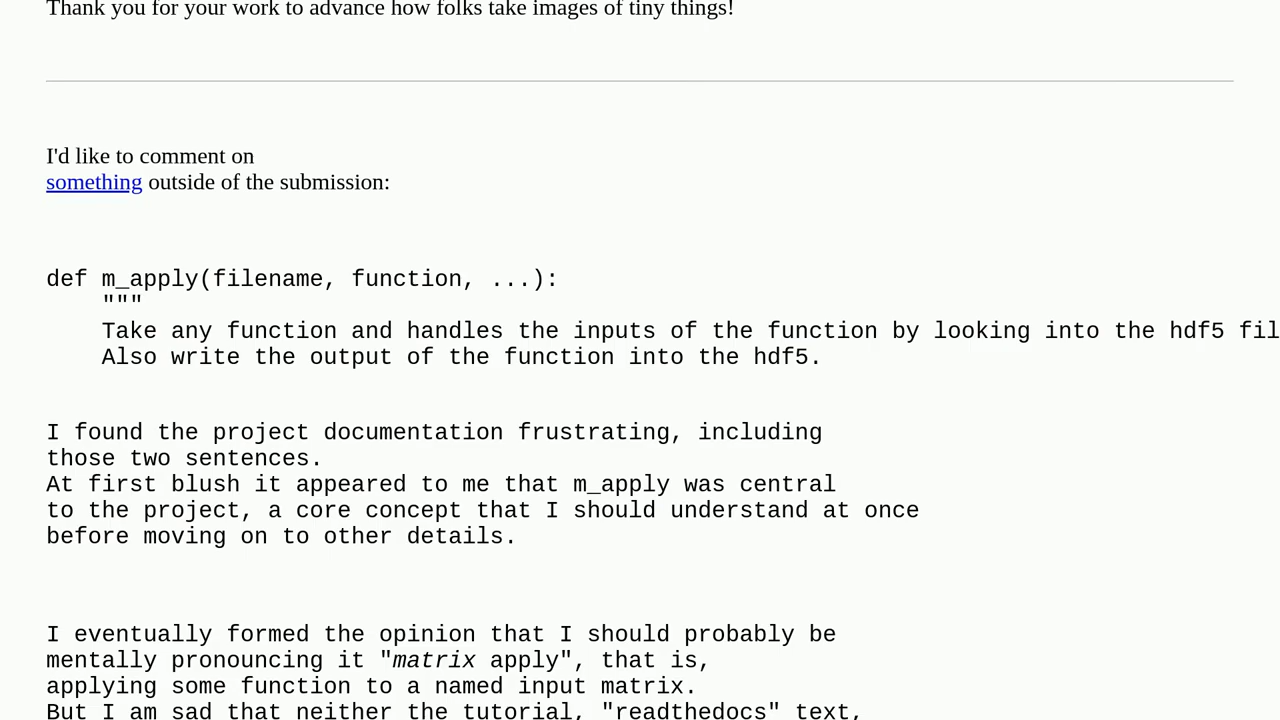 Thank you for your work to advance how folks take images of tiny things!
I'd like to comment on
something outside of the submission:
def m_apply(filename, function, ...):
"""
Take any function and handles the inputs of the function by looking into the hdf5 fil
Also write the output of the function into the hdf5.
I found the project documentation frustrating, including
those two sentences.
At first blush it appeared to me that m_apply was central
to the project, a core concept that I should understand at once
before moving on to other details.
I eventually formed the opinion that I should probably be
mentally pronouncing it "matrix apply", that is,
applying some function to a named input matrix.
But I am sad that neither the tutorial, "readthedocs" text,